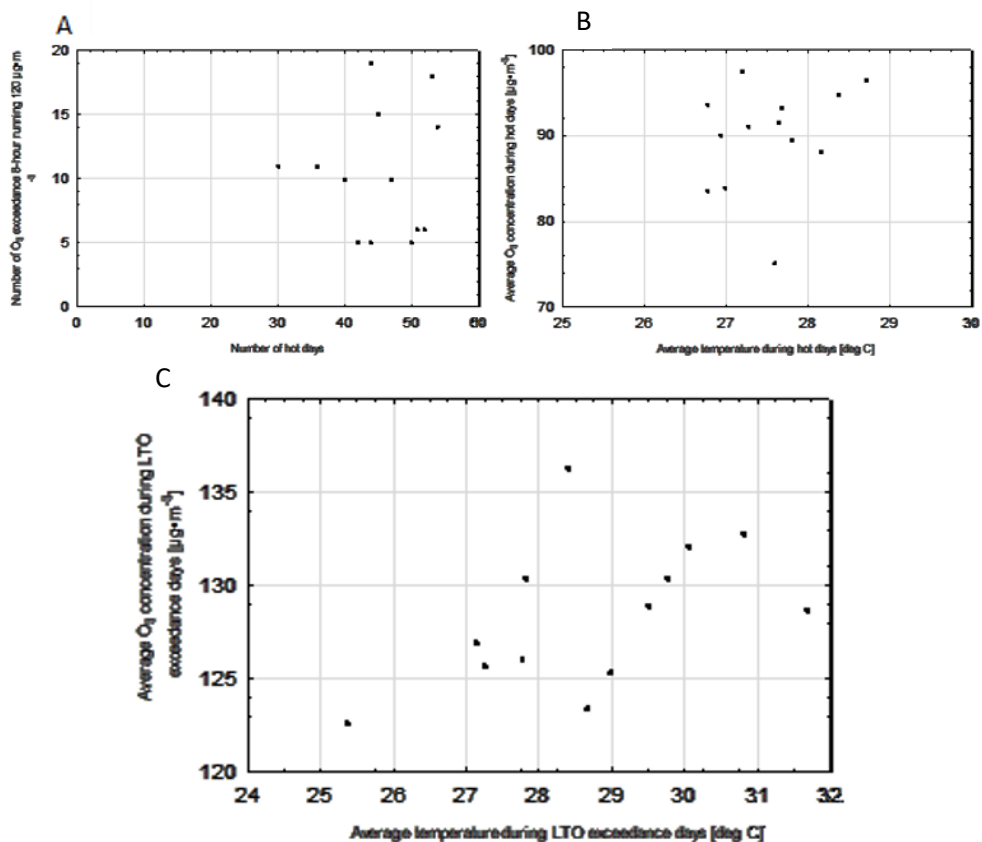 A
Number of O₃ exceedance 8-hour running 120 µg•m
-3
20
15
10
5
0
0 10 20 30 40 50 60
Number of hot days
B
Average O₃ concentration during hot days [µg•m⁻³]
100
90
80
70
25 26 27 28 29 30
Average temperature during hot days [deg C]
C
Average O₃ concentration during LTO
exceedance days [µg•m⁻³]
140
135
130
125
120
24 25 26 27 28 29 30 31 32
Average temperature during LTO exceedance days [deg C]